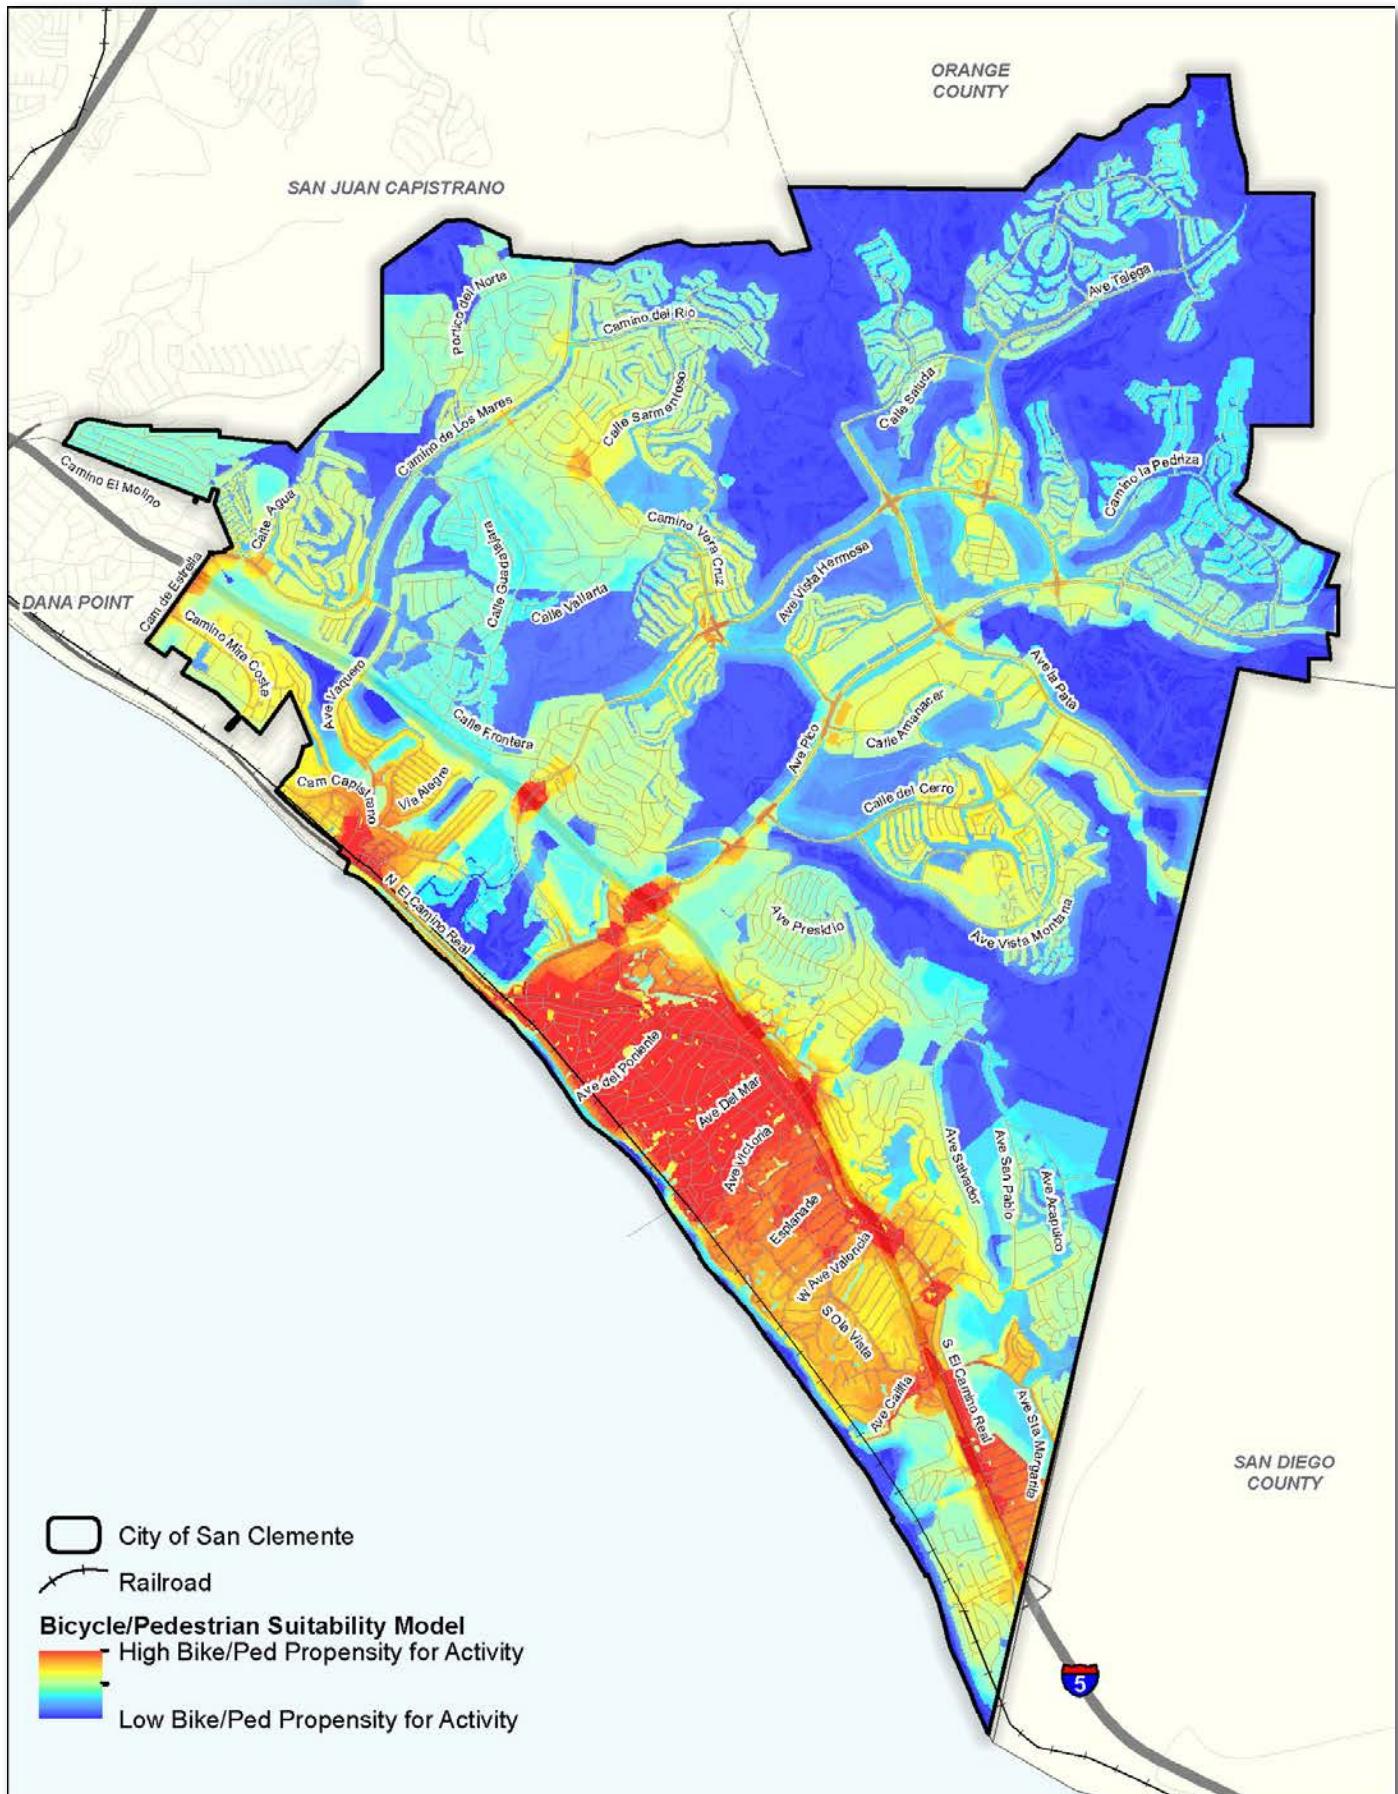 ORANGE
COUNTY
SAN JUAN CAPISTRANO
Portico del Norte
Camino del Rio
Ave Talega
Calle Saluda
Calle Sarmentoso
Camino de Los Mares
Camino la Pedriza
Camino El Molino
Calle Agua
Calle Guadalajara
Camino Vera Cruz
Ave Vista Hermosa
Calle Vallarta
Cam de Estrella
DANA POINT
Camino Mira Costa
Ave Vaquero
Calle Frontera
Ave la Pata
Calle Amanacer
Ave Pico
Cam Capistrano
Via Alegre
Calle del Cerro
N El Camino Real
Ave Presidio
Ave Vista Montana
Ave del Poniente
Ave Del Mar
Ave Victoria
Ave Salvador
Ave San Pablo
Ave Acapulco
Esplanade
W Ave Valencia
S Ola Vista
S El Camino Real
Ave Califia
Ave Sta Margarita
SAN DIEGO
COUNTY
5
City of San Clemente
Railroad
Bicycle/Pedestrian Suitability Model
High Bike/Ped Propensity for Activity
Low Bike/Ped Propensity for Activity